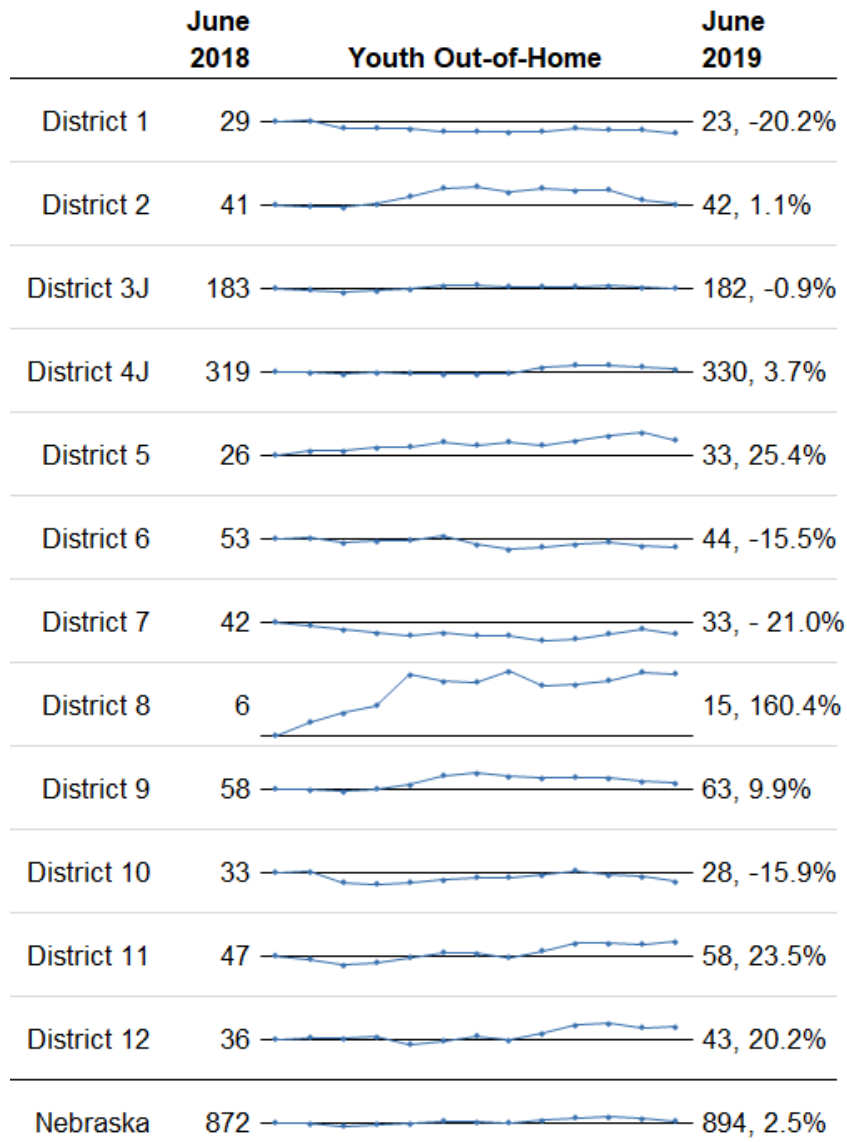 June June
2018 Youth Out-of-Home 2019
District 1 29 23, -20.2%
District 2 41 42, 1.1%
District 3J 183 182, -0.9%
District 4J 319 330, 3.7%
District 5 26 33, 25.4%
District 6 53 44, -15.5%
District 7 42 33, - 21.0%
District 8 6 15, 160.4%
District 9 58 63, 9.9%
District 10 33 28, -15.9%
District 11 47 58, 23.5%
District 12 36 43, 20.2%
Nebraska 872 894, 2.5%